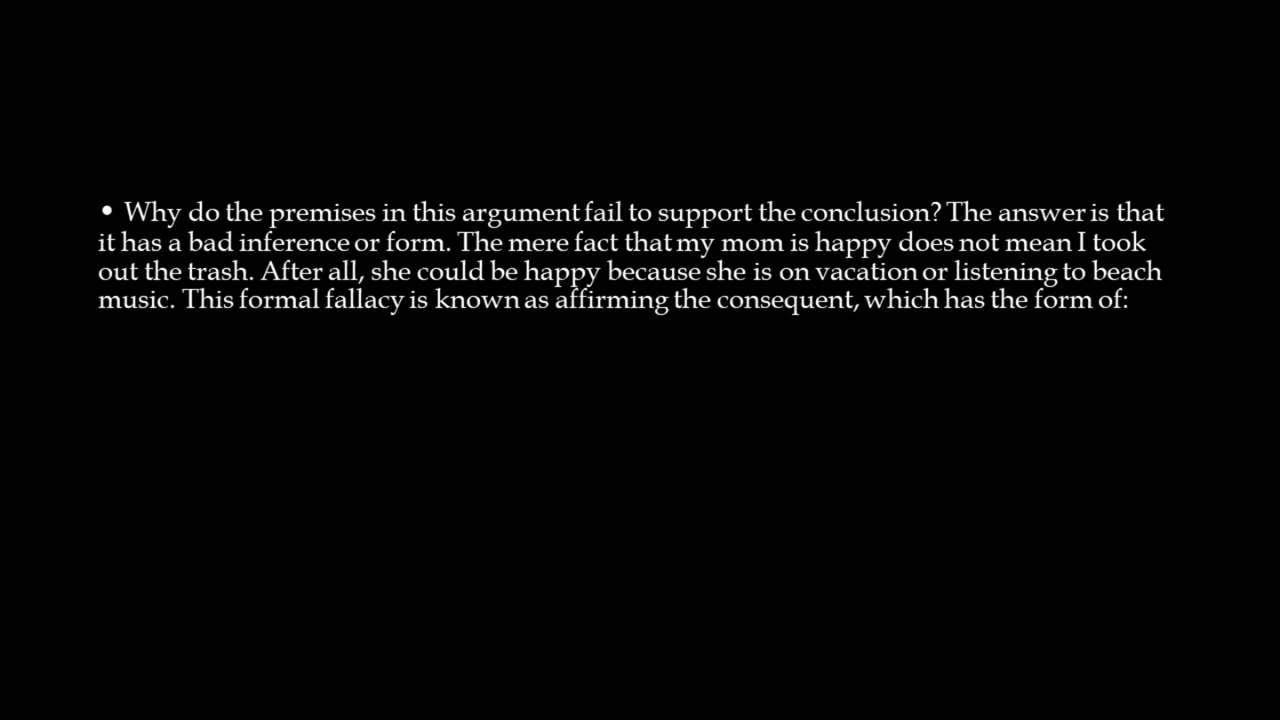 • Why do the premises in this argument fail to support the conclusion? The answer is that
it has a bad inference or form. The mere fact that my mom is happy does not mean I took
out the trash. After all, she could be happy because she is on vacation or listening to beach
music. This formal fallacy is known as affirming the consequent, which has the form of: